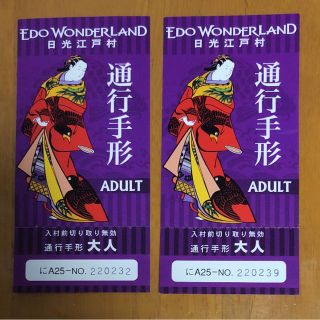 EDO WONDERLAND
日光江戸村
通行手形
ADULT
入村前切り取り無効
通行手形 大人
にA25-NO. 220232
EDO WONDERLAND
日光江戸村
通行手形
ADULT
入村前切り取り無効
通行手形 大人
にA25-NO. 220239